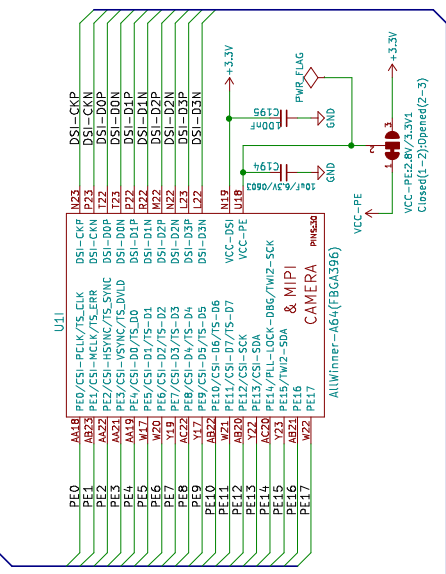 DSI-CKP
DSI-CKN
DSI-D0P
DSI-D0N
DSI-D1P
DSI-D1N
DSI-D2P
DSI-D2N
DSI-D3P
DSI-D3N
N23
P23
T22
T23
P22
R22
M22
N22
L23
L22
N19
U18
DSI-CKP
DSI-CKN
DSI-D0P
DSI-D0N
DSI-D1P
DSI-D1N
DSI-D2P
DSI-D2N
DSI-D3P
DSI-D3N
VCC-DSI
VCC-PE
PINS±30
+3.3V
PWR_FLAG
C195
100nF
GND
C194
10uF/6.3V/0603
GND
+3.3V
3
2
1
VCC-PE
VCC-PE:2.8V/3.3V1
Closed(1-2);Opened(2-3)
U1I
& MIPI
CAMERA
AllWinner-A64(FBGA396)
PE0/CSI-PCLK/TS_CLK
PE1/CSI-MCLK/TS_ERR
PE2/CSI-HSYNC/TS_SYNC
PE3/CSI-VSYNC/TS_DVLD
PE4/CSI-D0/TS_D0
PE5/CSI-D1/TS-D1
PE6/CSI-D2/TS-D2
PE7/CSI-D3/TS-D3
PE8/CSI-D4/TS-D4
PE9/CSI-D5/TS-D5
PE10/CSI-D6/TS-D6
PE11/CSI-D7/TS-D7
PE12/CSI-SCK
PE13/CSI-SDA
PE14/PLL-LOCK-DBG/TWI2-SCK
PE15/TWI2-SDA
PE16
PE17
AA18
AB23
AA22
AA21
AA19
W17
W20
Y19
AC22
Y17
AB22
W21
AB20
Y22
AC20
Y23
AB21
W22
PE0
PE1
PE2
PE3
PE4
PE5
PE6
PE7
PE8
PE9
PE10
PE11
PE12
PE13
PE14
PE15
PE16
PE17